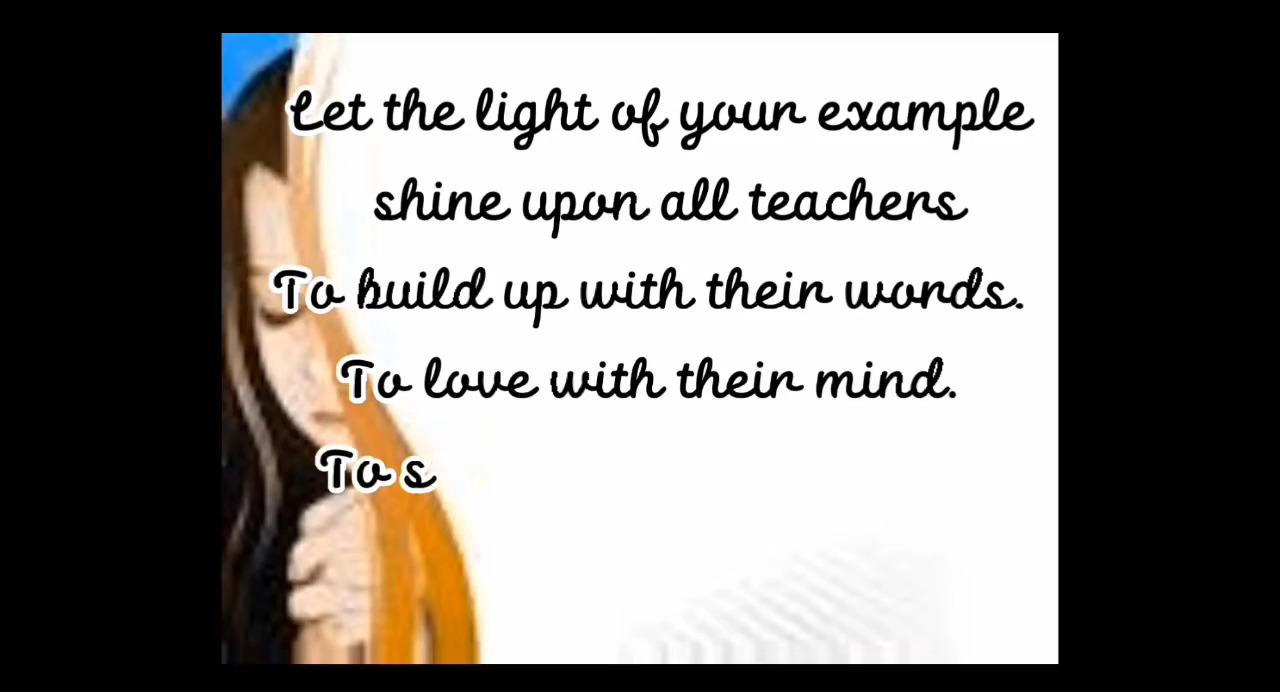 Let the light of your example
shine upon all teachers
To build up with their words.
To love with their mind.
To s